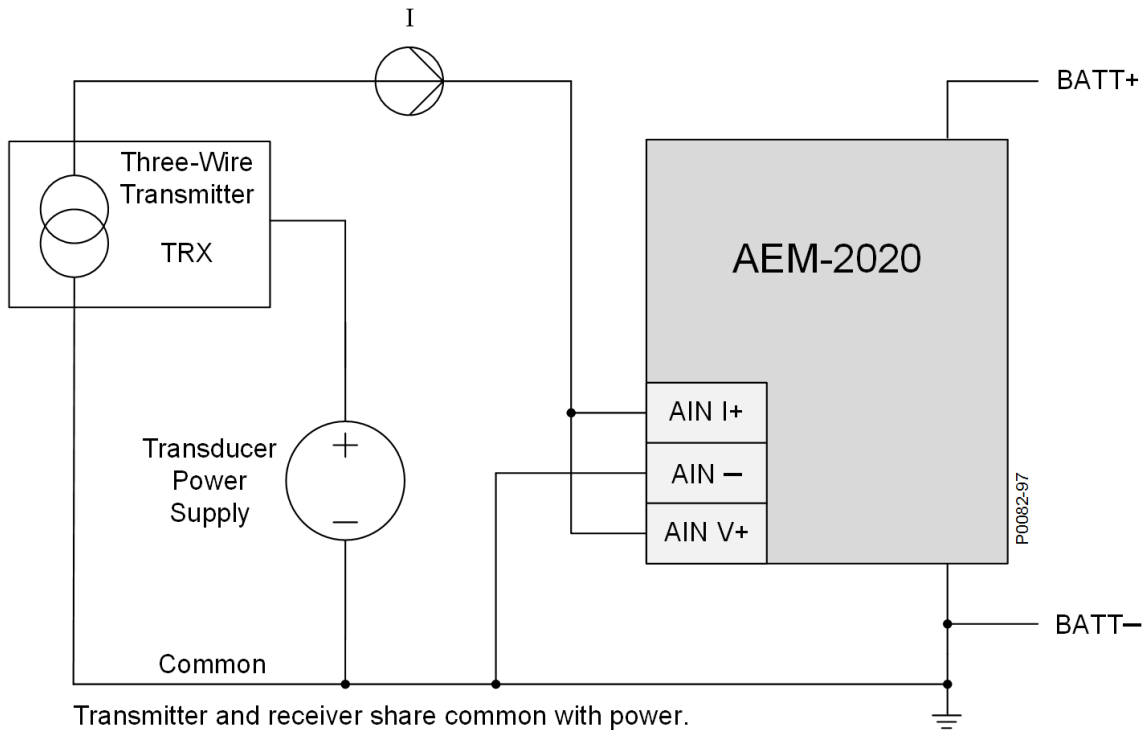 I
BATT+
Three-Wire
Transmitter
TRX
AEM-2020
AIN I+
AIN –
AIN V+
Transducer
Power
Supply
+
–
P0082-97
BATT–
Common
Transmitter and receiver share common with power.